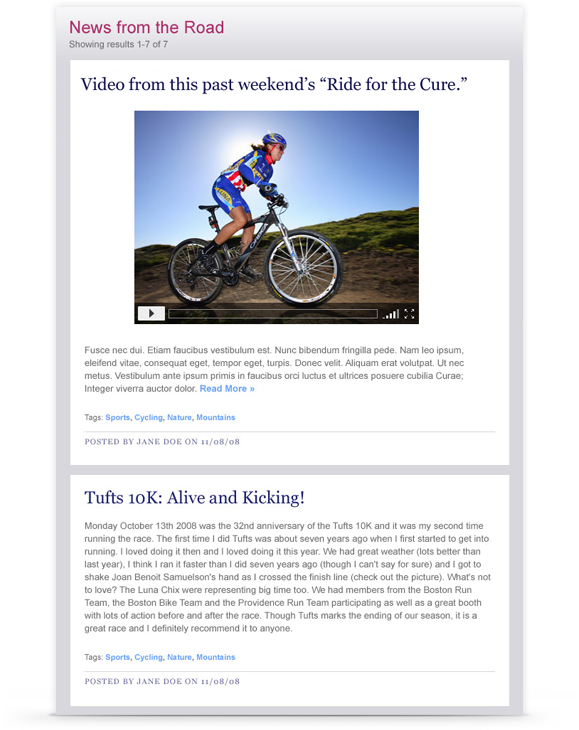 News from the Road
Showing results 1-7 of 7
Video from this past weekend’s “Ride for the Cure.”
Fusce nec dui. Etiam faucibus vestibulum est. Nunc bibendum fringilla pede. Nam leo ipsum,
eleifend vitae, consequat eget, tempor eget, turpis. Donec velit. Aliquam erat volutpat. Ut nec
metus. Vestibulum ante ipsum primis in faucibus orci luctus et ultrices posuere cubilia Curae;
Integer viverra auctor dolor. Read More »
Tags: Sports, Cycling, Nature, Mountains
POSTED BY JANE DOE ON 11/08/08
Tufts 10K: Alive and Kicking!
Monday October 13th 2008 was the 32nd anniversary of the Tufts 10K and it was my second time
running the race. The first time I did Tufts was about seven years ago when I first started to get into
running. I loved doing it then and I loved doing it this year. We had great weather (lots better than
last year), I think I ran it faster than I did seven years ago (though I can't say for sure) and I got to
shake Joan Benoit Samuelson's hand as I crossed the finish line (check out the picture). What's not
to love? The Luna Chix were representing big time too. We had members from the Boston Run
Team, the Boston Bike Team and the Providence Run Team participating as well as a great booth
with lots of action before and after the race. Though Tufts marks the ending of our season, it is a
great race and I definitely recommend it to anyone.
Tags: Sports, Cycling, Nature, Mountains
POSTED BY JANE DOE ON 11/08/08